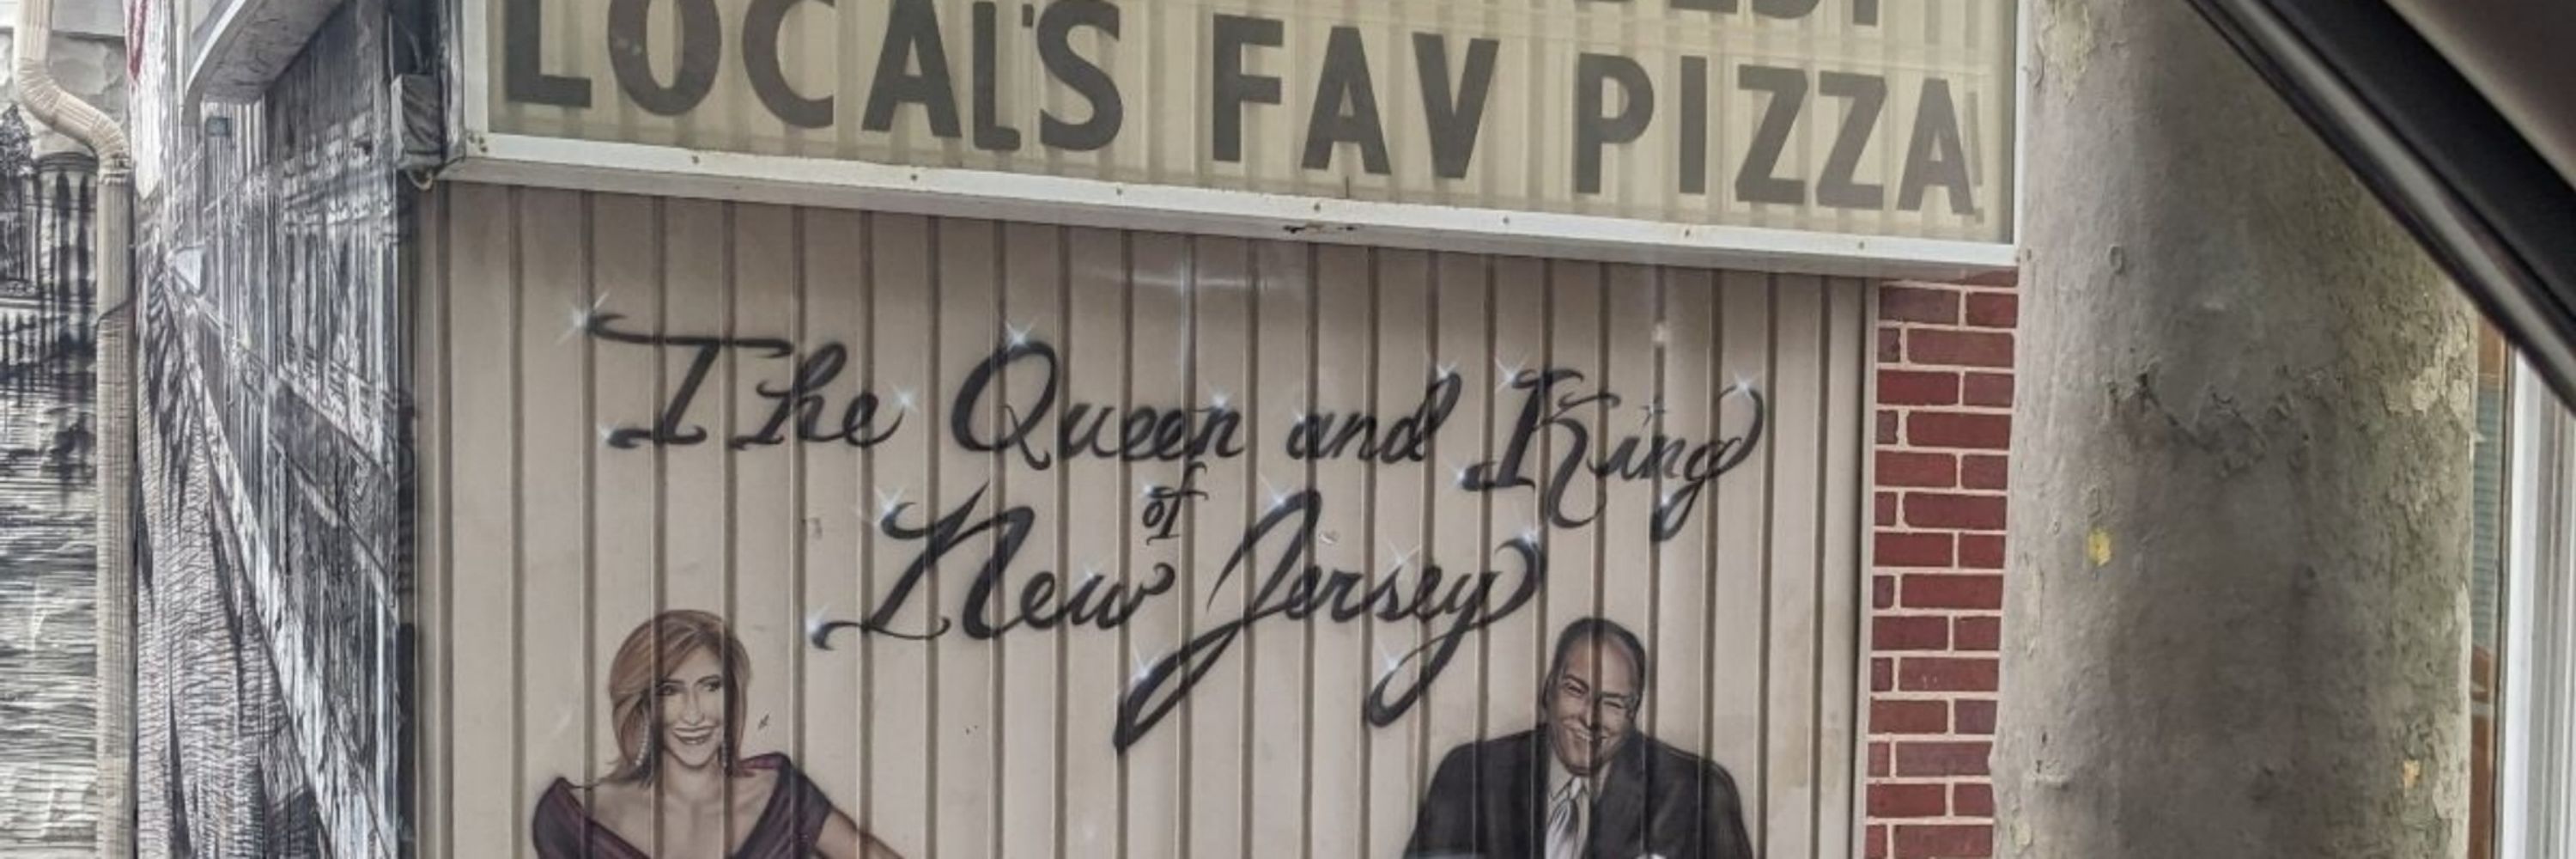 LOCAL'S FAV PIZZA
The Queen and King
of
New Jersey